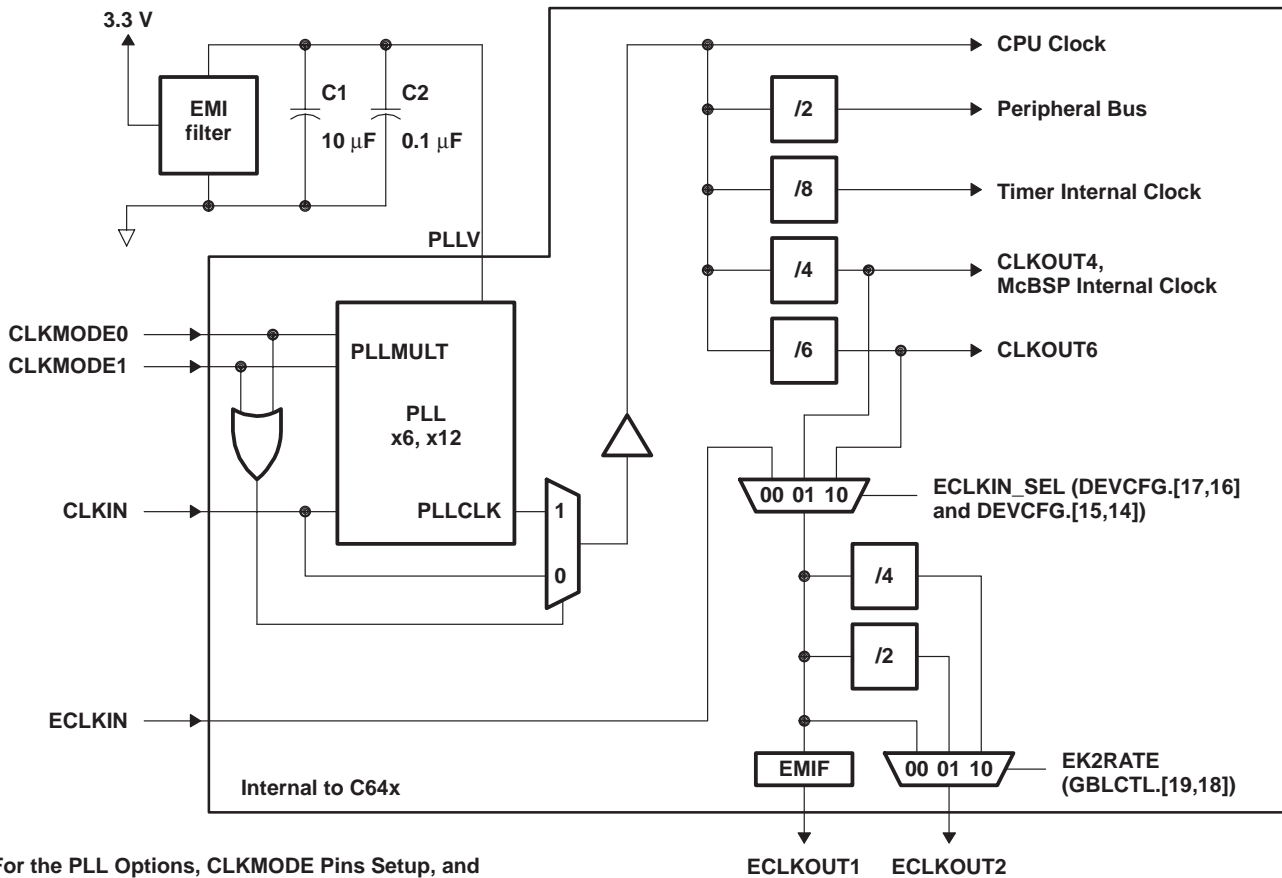 3.3 V
CPU Clock
EMI
filter
C1
C2
10 μF
0.1 μF
/2
Peripheral Bus
/8
Timer Internal Clock
PLLV
/4
CLKOUT4,
McBSP Internal Clock
CLKMODE0
CLKMODE1
PLLMULT
/6
CLKOUT6
PLL
x6, x12
00 01 10
ECLKIN_SEL (DEVCFG.[17,16]
and DEVCFG.[15,14])
CLKIN
PLLCLK
1
0
/4
/2
ECLKIN
EMIF
00 01 10
EK2RATE
(GBLCTL.[19,18])
Internal to C64x
ECLKOUT1
ECLKOUT2
For the PLL Options, CLKMODE Pins Setup, and